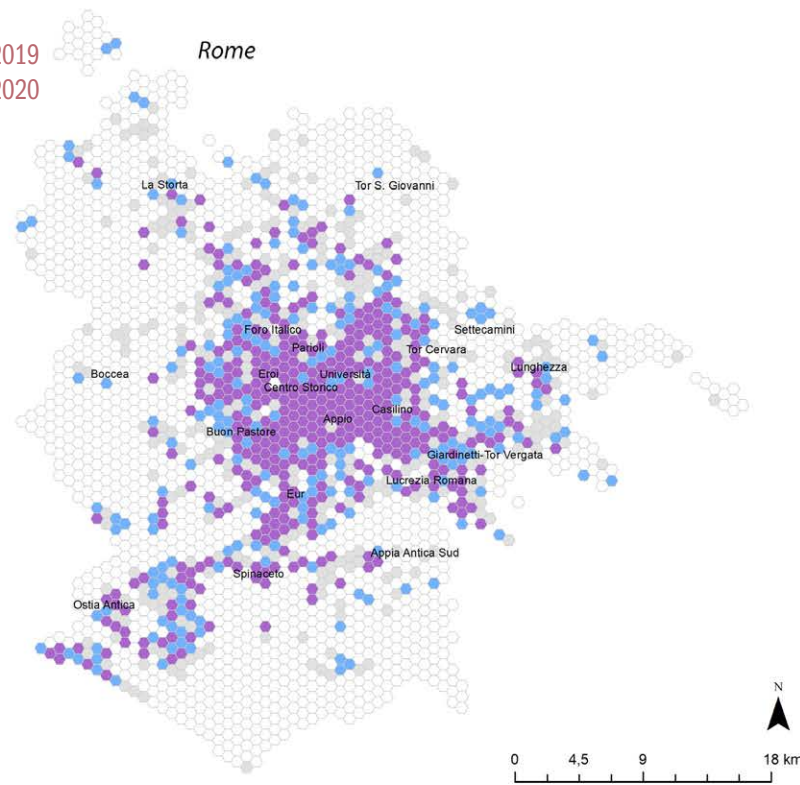 Rome
2019
2020
La Storta
Tor S. Giovanni
Foro Italico
Settecamini
Parioli
Tor Cervara
Lunghezza
Boccea
Eroi
Università
Centro Storico
Casilino
Appio
Buon Pastore
Giardinetti-Tor Vergata
Lucrezia Romana
Eur
Appia Antica Sud
Spinaceto
Ostia Antica
N
0 4,5 9 18 km